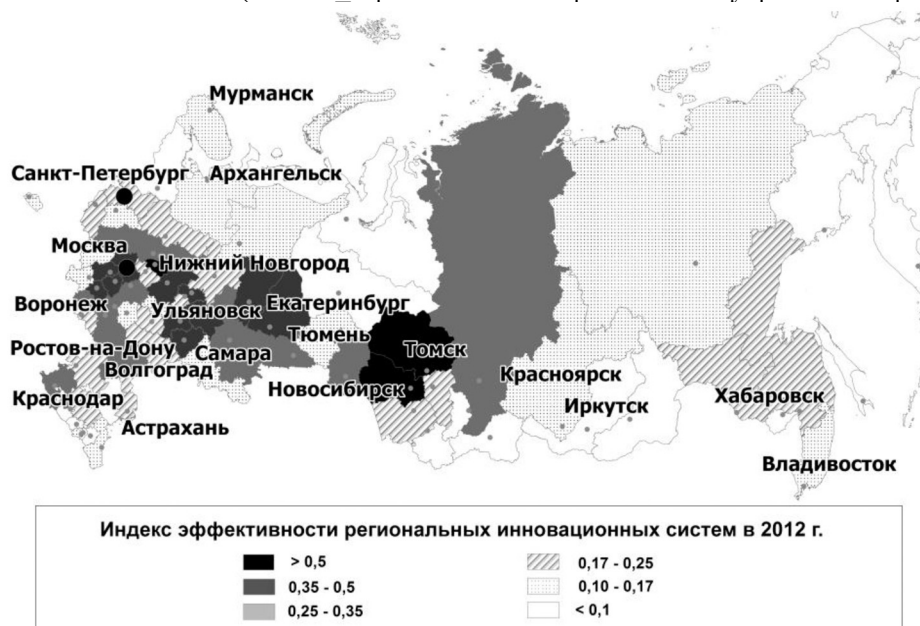 Мурманск
Санкт-Петербург
Архангельск
Москва
Нижний Новгород
Воронеж
Ульяновск
Екатеринбург
Тюмень
Ростов-на-Дону
Самара
Томск
Волгоград
Новосибирск
Красноярск
Краснодар
Иркутск
Хабаровск
Астрахань
Владивосток
Индекс эффективности региональных инновационных систем в 2012 г.
> 0,5
0,17 - 0,25
0,35 - 0,5
0,10 - 0,17
0,25 - 0,35
< 0,1